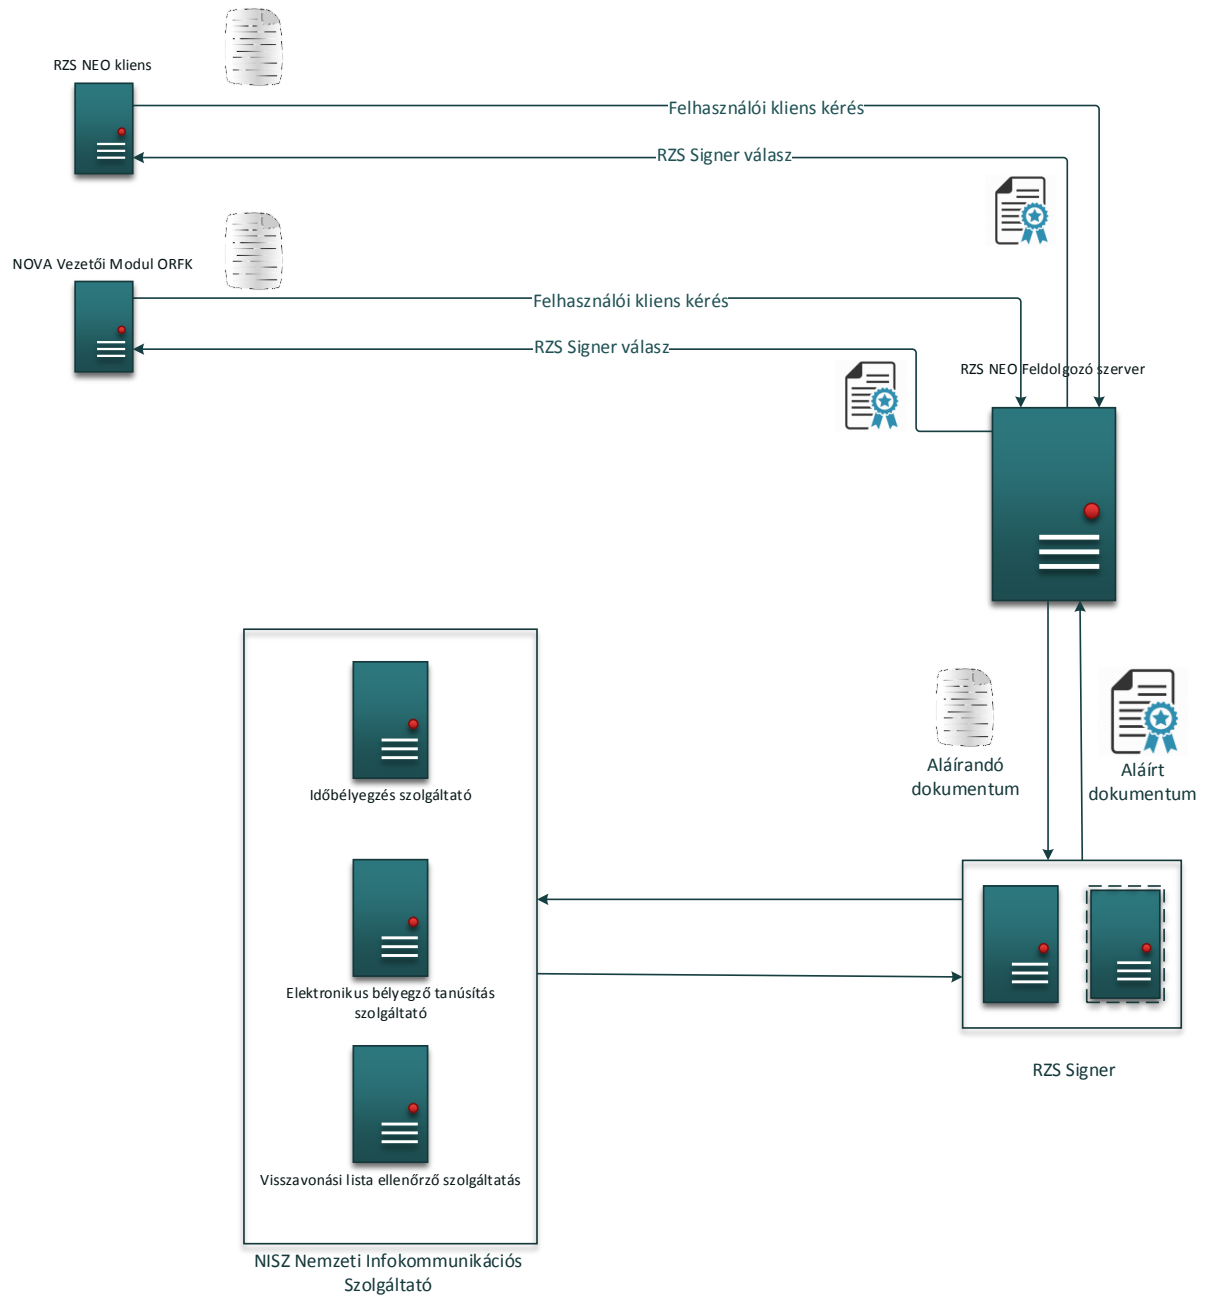 RZS NEO kliens
Felhasználói kliens kérés
RZS Signer válasz
NOVA Vezetői Modul ORFK
Felhasználói kliens kérés
RZS Signer válasz
RZS NEO Feldolgozó szerver
Aláírandó
dokumentum
Aláírt
dokumentum
Időbélyegzés szolgáltató
Elektronikus bélyegző tanúsítás
szolgáltató
RZS Signer
Visszavonási lista ellenőrző szolgáltatás
NISZ Nemzeti Infokommunikációs
Szolgáltató